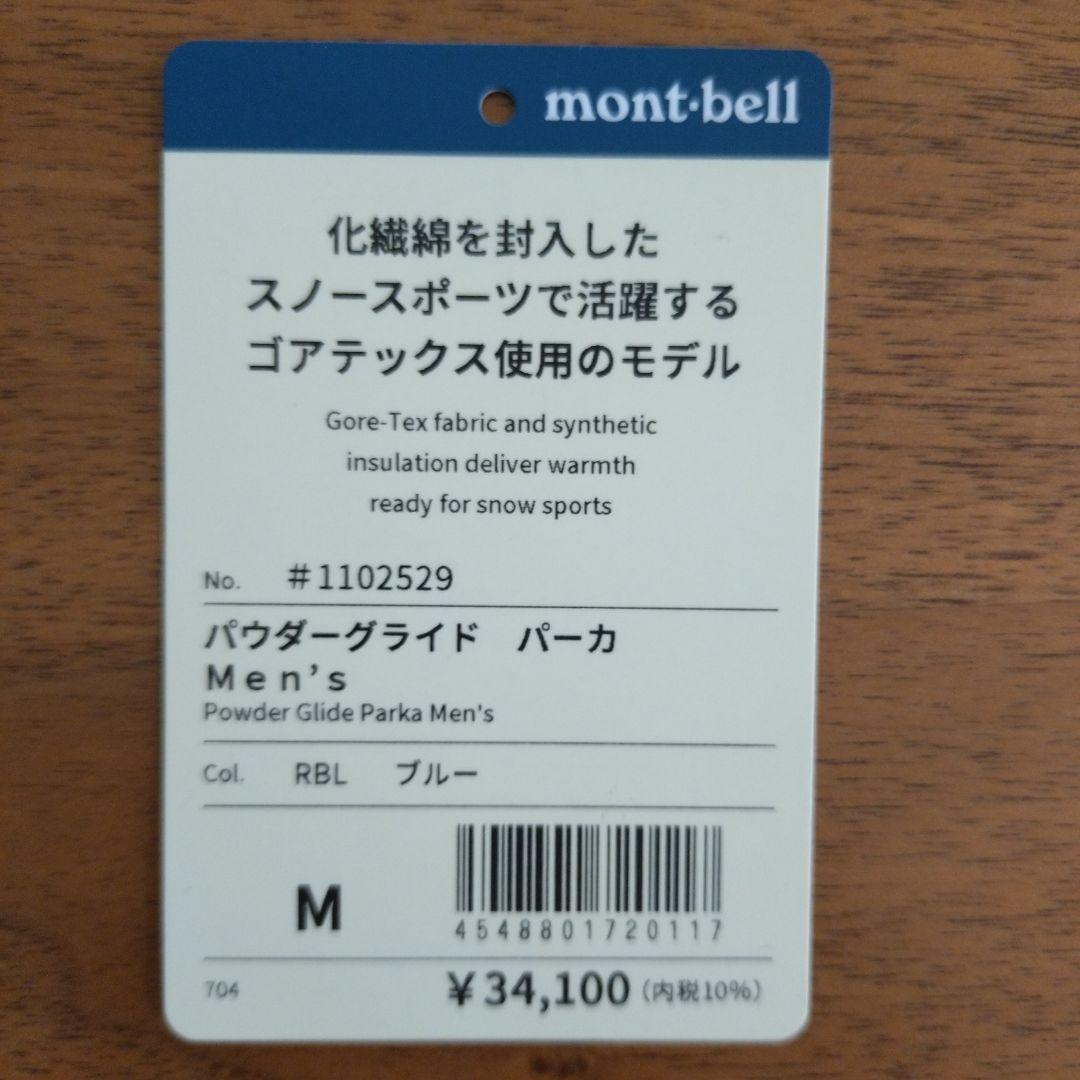 mont-bell
化繊綿を封入した
スノースポーツで活躍する
ゴアテックス使用のモデル
Gore-Tex fabric and synthetic
insulation deliver warmth
ready for snow sports
No. #1102529
パウダーグライド　パーカ
Ｍｅｎ’ｓ
Powder Glide Parka Men's
Col. RBL ブルー
M
4548801720117
704 ¥34,100 (内税10%)